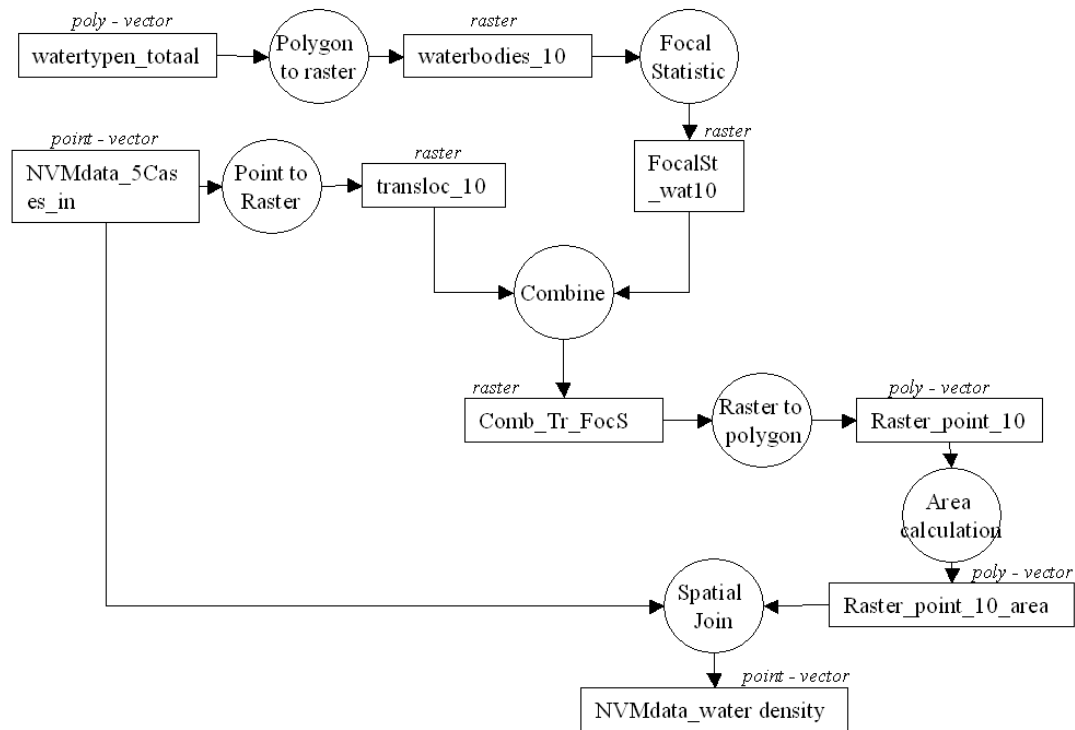 poly - vector
raster
watertypen_totaal
Polygon
to raster
waterbodies_10
Focal
Statistic
point - vector
raster
raster
NVMdata_5Cas
es_in
Point to
Raster
transloc_10
FocalSt
_wat10
Combine
raster
poly - vector
Comb_Tr_FocS
Raster to
polygon
Raster_point_10
Area
calculation
poly - vector
Spatial
Join
Raster_point_10_area
point - vector
NVMdata_water density